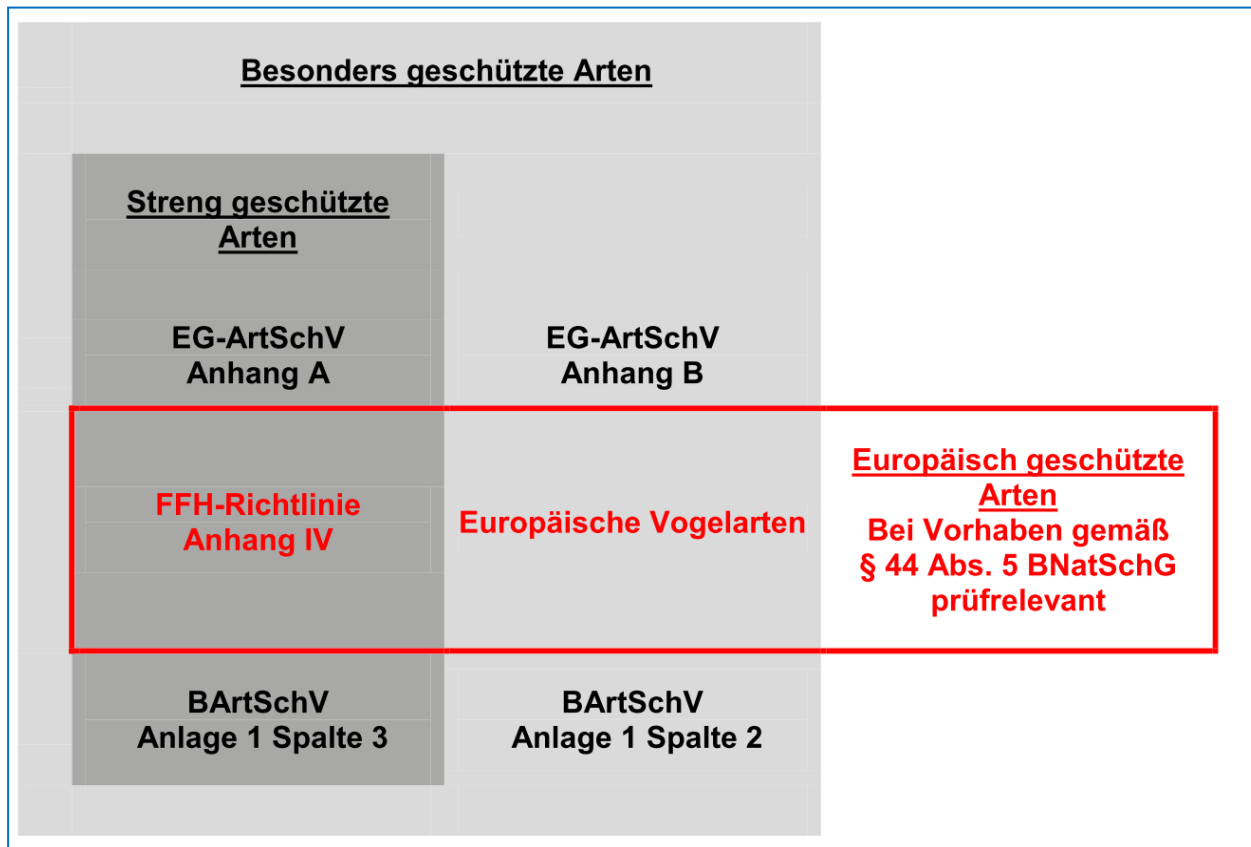 Besonders geschützte Arten
Streng geschützte
Arten
EG-ArtSchV
Anhang A
EG-ArtSchV
Anhang B
FFH-Richtlinie
Anhang IV
Europäische Vogelarten
Europäisch geschützte
Arten
Bei Vorhaben gemäß
§ 44 Abs. 5 BNatSchG
prüfrelevant
BArtSchV
Anlage 1 Spalte 3
BArtSchV
Anlage 1 Spalte 2